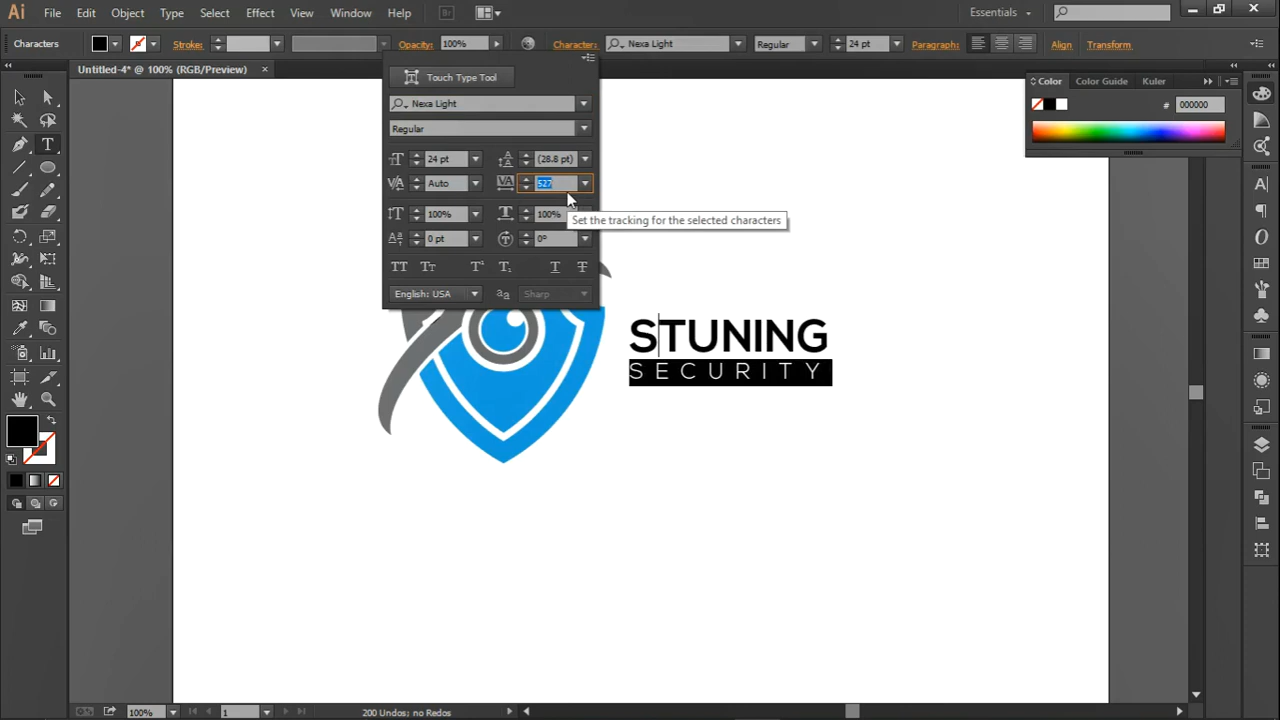 Ai File Edit Object Type Select Effect View Window Help Br Essentials
Characters Stroke: Opacity: 100% Character: Nexa Light Regular 24 pt Paragraph: Align Transform
Untitled-4* @ 100% (RGB/Preview) ×
Touch Type Tool
Nexa Light
Regular
24 pt (28.8 pt)
Auto 527
Set the tracking for the selected characters
100% 100%
0 pt 0°
English: USA Sharp
Color Color Guide Kuler
# 000000
STUNING
SECURITY
100% 1 200 Undos; no Redos